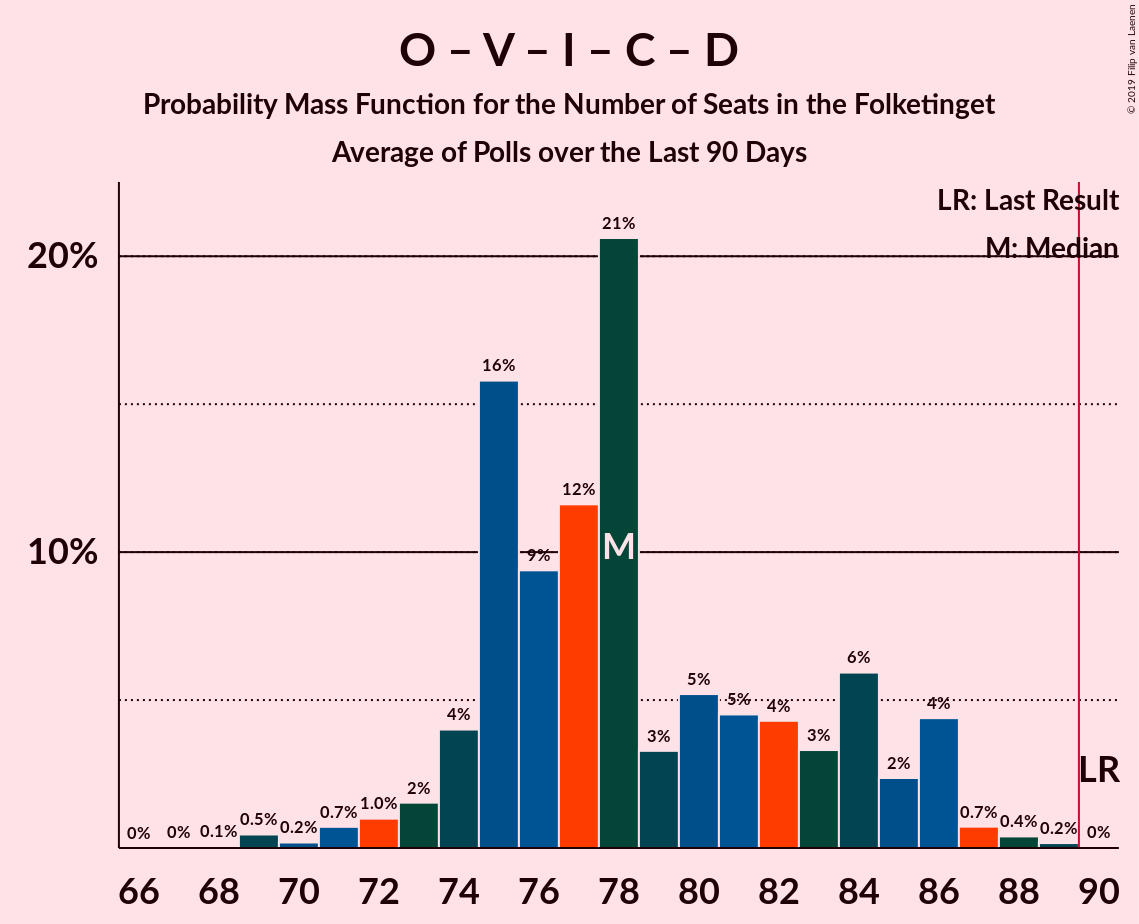 O – V – I – C – D
Probability Mass Function for the Number of Seats in the Folketinget
Average of Polls over the Last 90 Days
© 2019 Filip van Laenen
LR: Last Result
M: Median
20%
10%
0% 0% 0.1% 0.5% 0.2% 0.7% 1.0% 2% 4% 16% 9% 12% 21% 3% 5% 5% 4% 3% 6% 2% 4% 0.7% 0.4% 0.2% 0%
M
LR
66 68 70 72 74 76 78 80 82 84 86 88 90